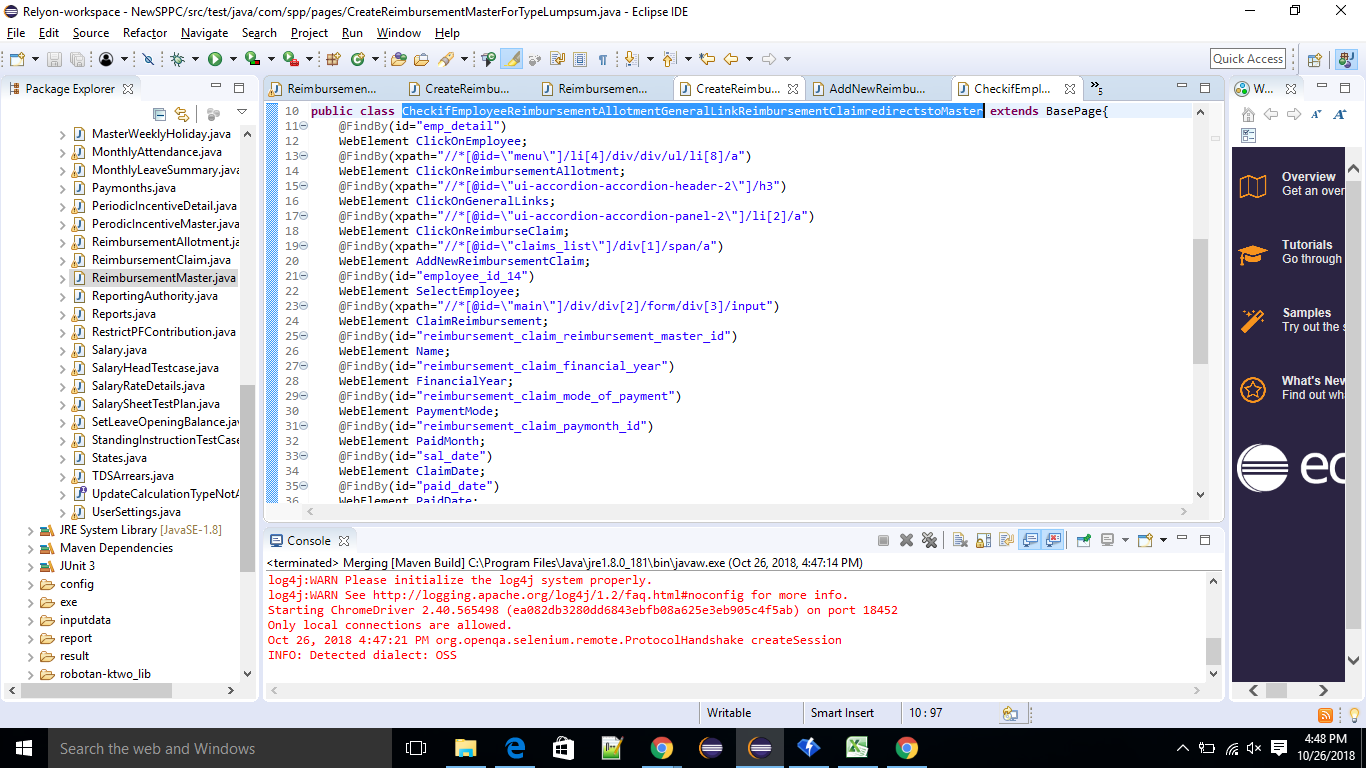 Relyon-workspace - NewSPPC/src/test/java/com/spp/pages/CreateReimbursementMasterForTypeLumpsum.java - Eclipse IDE
File Edit Source Refactor Navigate Search Project Run Window Help
Quick Access
Package Explorer
Reimbursemen...
CreateReimbu...
Reimbursemen...
CreateReimbu...
AddNewReimbu...
CheckifEmpl...
»5
W...
MasterWeeklyHoliday.java
MonthlyAttendance.java
MonthlyLeaveSummary.java
Paymonths.java
PeriodicIncentiveDetail.java
PerodicIncentiveMaster.java
ReimbursementAllotment.ja
ReimbursementClaim.java
ReimbursementMaster.java
ReportingAuthority.java
Reports.java
RestrictPFContribution.java
Salary.java
SalaryHeadTestcase.java
SalaryRateDetails.java
SalarySheetTestPlan.java
SetLeaveOpeningBalance.java
StandingInstructionTestCase
States.java
TDSArrears.java
UpdateCalculationTypeNotA
UserSettings.java
JRE System Library [JavaSE-1.8]
Maven Dependencies
JUnit 3
config
exe
inputdata
report
result
robotan-ktwo_lib
10 public class CheckifEmployeeReimbursementAllotmentGeneralLinkReimbursementClaimredirectstoMaster extends BasePage{
11 @FindBy(id="emp_detail")
12 WebElement ClickOnEmployee;
13 @FindBy(xpath="//*[@id=\"menu\"]/li[4]/div/div/ul/li[8]/a")
14 WebElement ClickOnReimbursementAllotment;
15 @FindBy(xpath="//*[@id=\"ui-accordion-accordion-header-2\"]/h3")
16 WebElement ClickOnGeneralLinks;
17 @FindBy(xpath="//*[@id=\"ui-accordion-accordion-panel-2\"]/li[2]/a")
18 WebElement ClickOnReimburseClaim;
19 @FindBy(xpath="//*[@id=\"claims_list\"]/div[1]/span/a")
20 WebElement AddNewReimbursementClaim;
21 @FindBy(id="employee_id_14")
22 WebElement SelectEmployee;
23 @FindBy(xpath="//*[@id=\"main\"]/div/div[2]/form/div[3]/input")
24 WebElement ClaimReimbursement;
25 @FindBy(id="reimbursement_claim_reimbursement_master_id")
26 WebElement Name;
27 @FindBy(id="reimbursement_claim_financial_year")
28 WebElement FinancialYear;
29 @FindBy(id="reimbursement_claim_mode_of_payment")
30 WebElement PaymentMode;
31 @FindBy(id="reimbursement_claim_paymonth_id")
32 WebElement PaidMonth;
33 @FindBy(id="sal_date")
34 WebElement ClaimDate;
35 @FindBy(id="paid_date")
36 WebElement PaidDate;
Overview
Get an over
Tutorials
Go through
Samples
Try out the s
What's New
Find out wha
ec
Console
<terminated> Merging [Maven Build] C:\Program Files\Java\jre1.8.0_181\bin\javaw.exe (Oct 26, 2018, 4:47:14 PM)
log4j:WARN Please initialize the log4j system properly.
log4j:WARN See http://logging.apache.org/log4j/1.2/faq.html#noconfig for more info.
Starting ChromeDriver 2.40.565498 (ea082db3280dd6843ebfb08a625e3eb905c4f5ab) on port 18452
Only local connections are allowed.
Oct 26, 2018 4:47:21 PM org.openqa.selenium.remote.ProtocolHandshake createSession
INFO: Detected dialect: OSS
Writable Smart Insert 10 : 97
Search the web and Windows
4:48 PM
10/26/2018